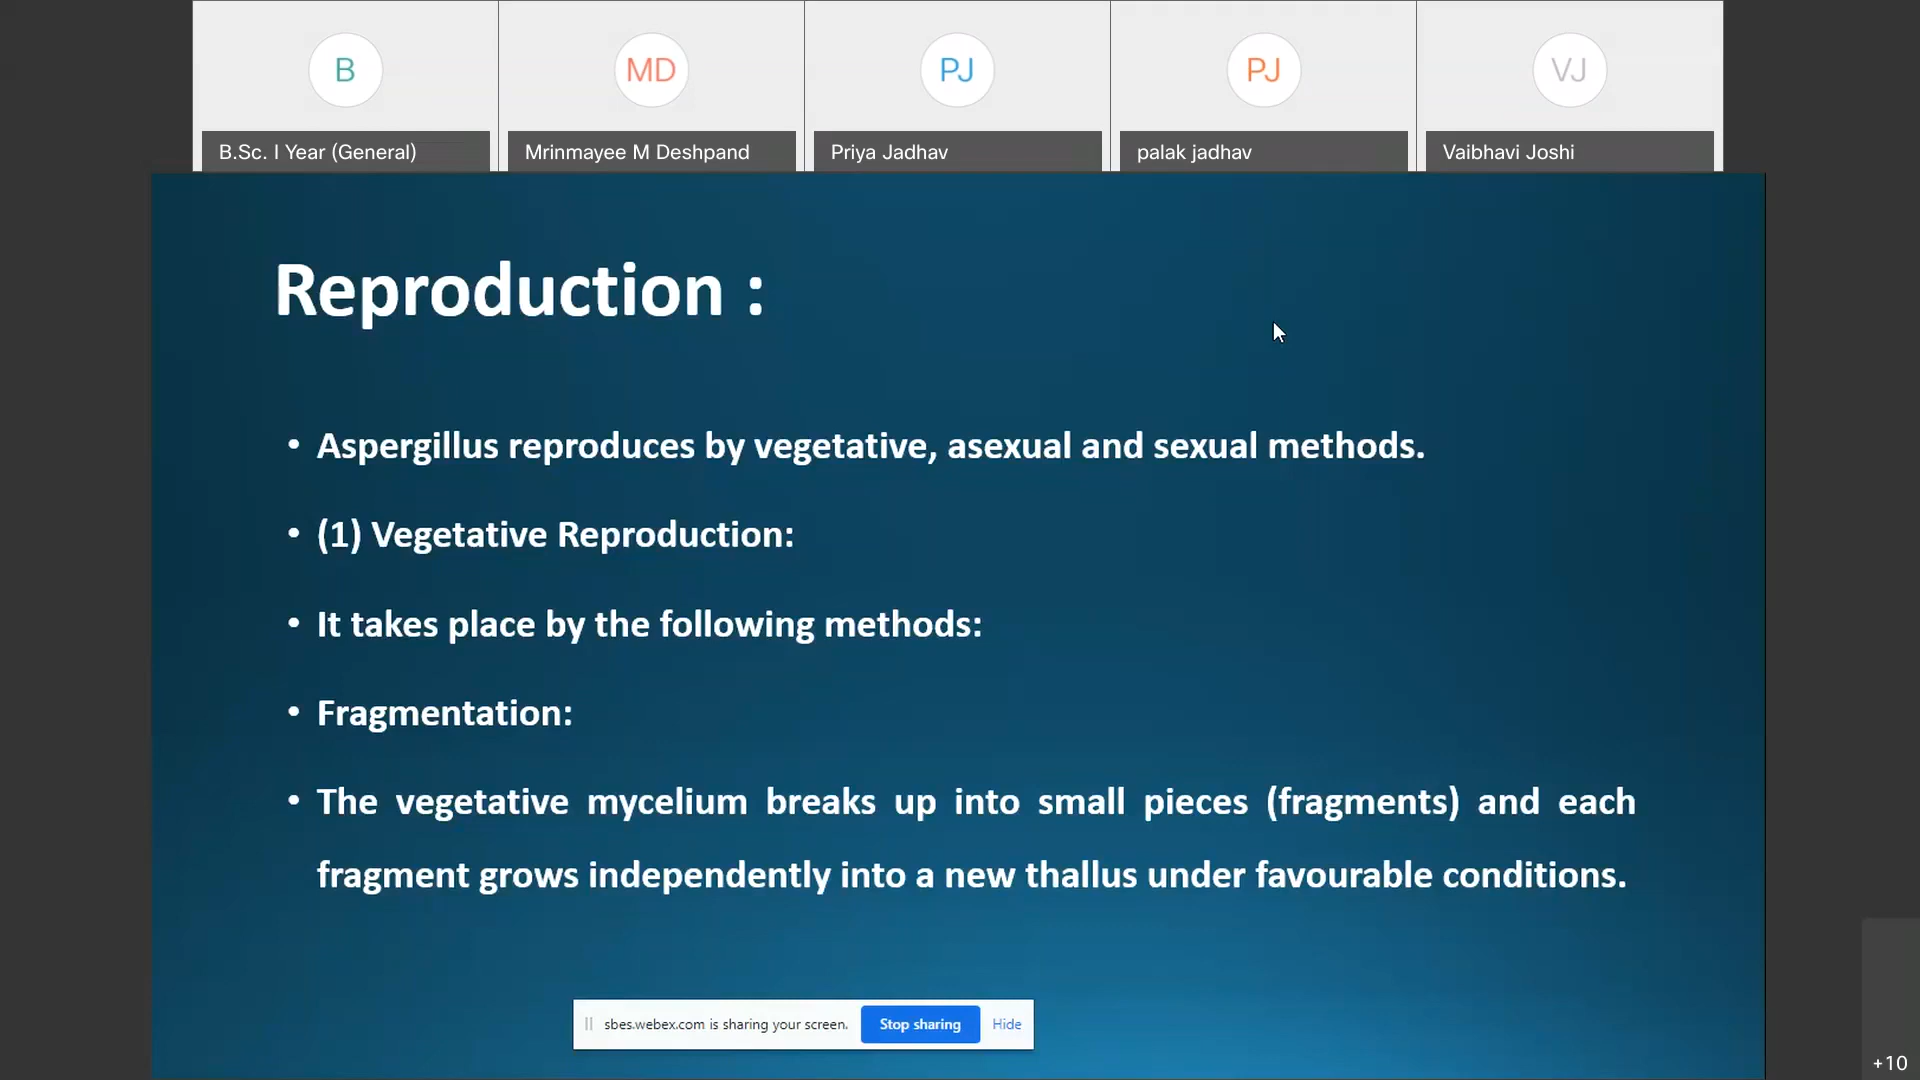 B
MD
PJ
PJ
VJ
B.Sc. I Year (General)
Mrinmayee M Deshpand
Priya Jadhav
palak jadhav
Vaibhavi Joshi
Reproduction :
• Aspergillus reproduces by vegetative, asexual and sexual methods.
• (1) Vegetative Reproduction:
• It takes place by the following methods:
• Fragmentation:
• The vegetative mycelium breaks up into small pieces (fragments) and each
fragment grows independently into a new thallus under favourable conditions.
sbes.webex.com is sharing your screen.
Stop sharing
Hide
+10